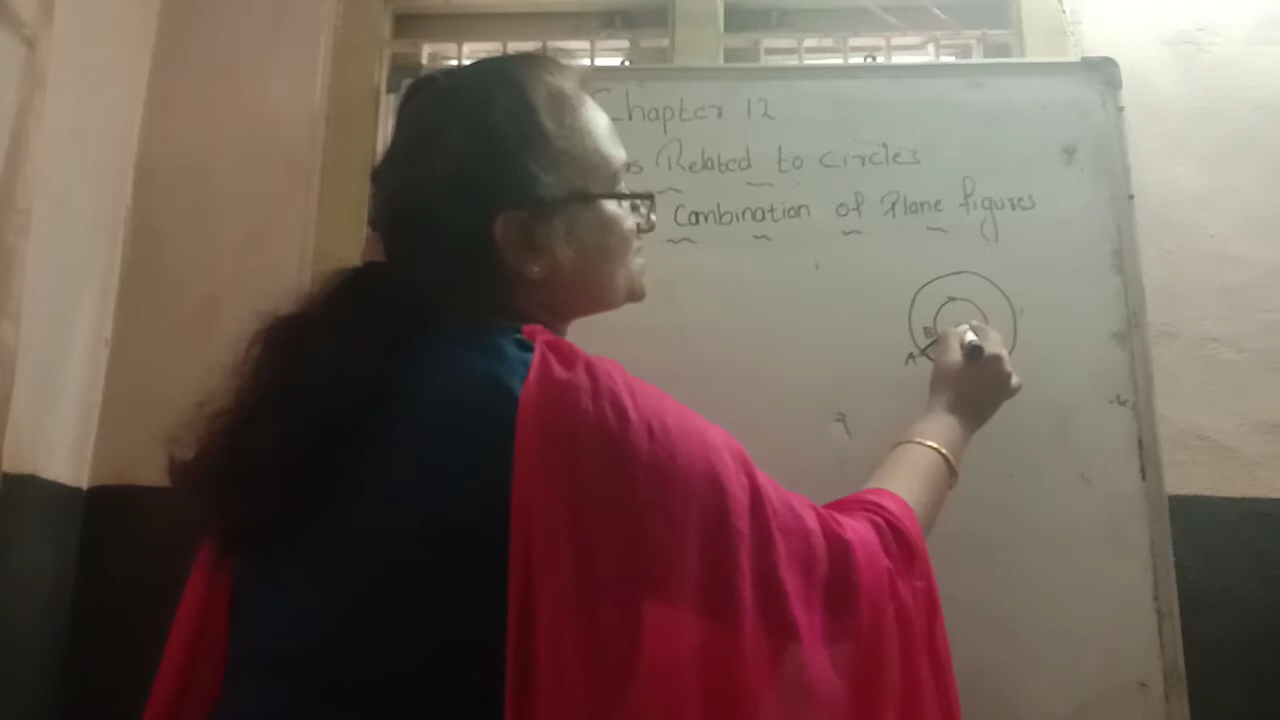 Chapter 12
Related to circles
Combination of Plane figures
B
A